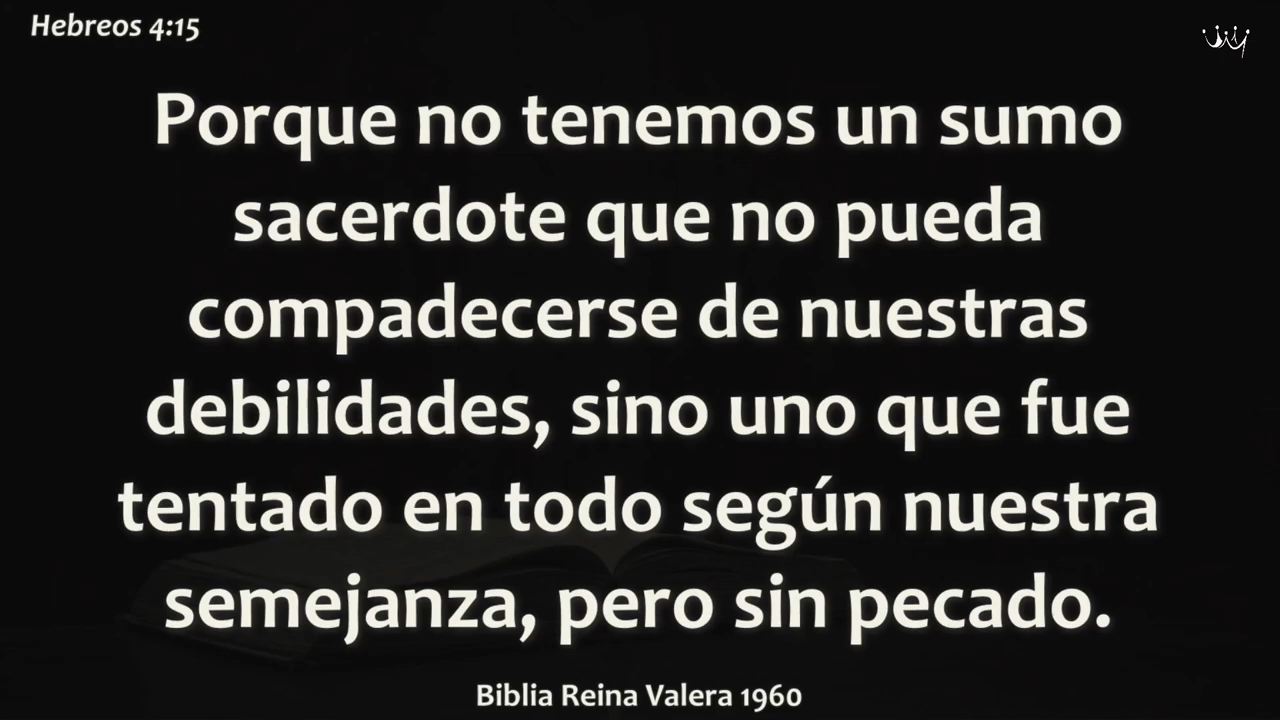 Hebreos 4:15
Porque no tenemos un sumo
sacerdote que no pueda
compadecerse de nuestras
debilidades, sino uno que fue
tentado en todo según nuestra
semejanza, pero sin pecado.
Biblia Reina Valera 1960